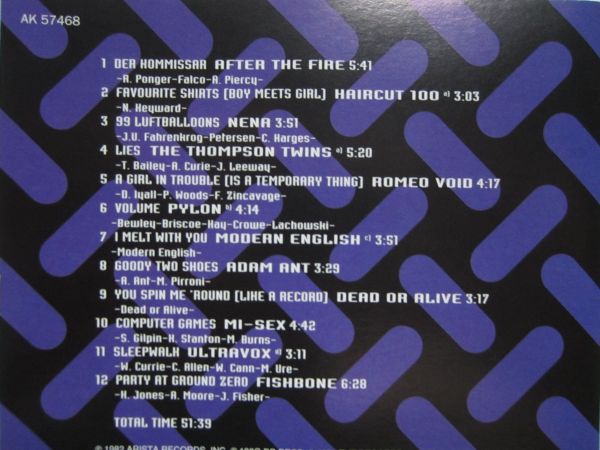 AK 57468
1 DER KOMMISSAR AFTER THE FIRE 5:41
-R. Ponger-Falco-R. Piercy-
2 FAVOURITE SHIRTS (BOY MEETS GIRL) HAIRCUT 100 a) 3:03
-N. Heyward-
3 99 LUFTBALLOONS NENA 3:51
-J.U. Fahrenkrog-Petersen-C. Karges-
4 LIES THE THOMPSON TWINS a) 5:20
-T. Bailey-A. Curie-J. Leeway-
5 A GIRL IN TROUBLE (IS A TEMPORARY THING) ROMEO VOID 4:17
-D. Iyall-P. Woods-F. Zincavage-
6 VOLUME PYLON b) 4:14
-Bewley-Briscoe-Hay-Crowe-Lachowski-
7 I MELT WITH YOU MODERN ENGLISH c) 3:51
-Modern English-
8 GOODY TWO SHOES ADAM ANT 3:29
-A. Ant-M. Pirroni-
9 YOU SPIN ME 'ROUND (LIKE A RECORD) DEAD OR ALIVE 3:17
-Dead or Alive-
10 COMPUTER GAMES MI-SEX 4:42
-S. Gilpin-K. Stanton-M. Burns-
11 SLEEPWALK ULTRAVOX d) 3:11
-W. Currie-C. Allen-W. Cann-M. Ure-
12 PARTY AT GROUND ZERO FISHBONE 6:28
-K. Jones-A. Moore-J. Fisher-
TOTAL TIME 51:39
℗ 1982 ARISTA RECORDS, INC.